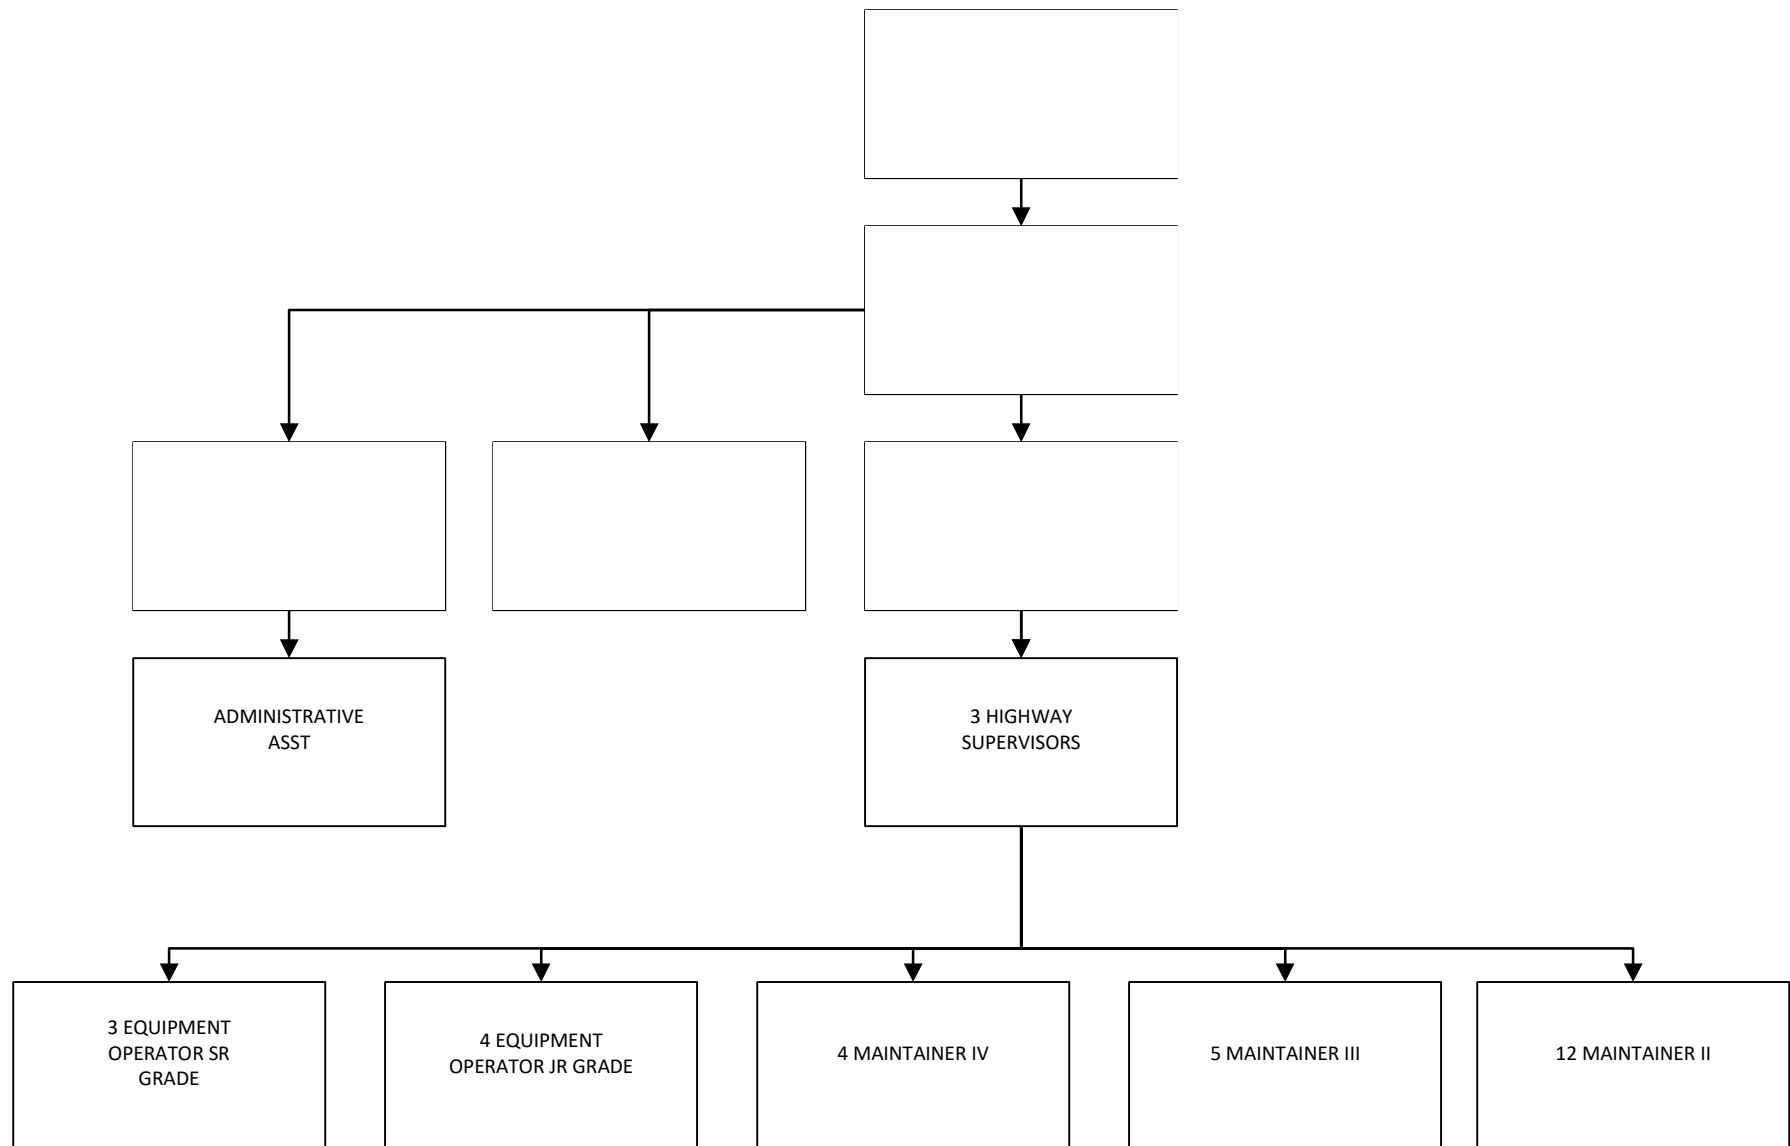 ADMINISTRATIVE
ASST
3 HIGHWAY
SUPERVISORS
3 EQUIPMENT
OPERATOR SR
GRADE
4 EQUIPMENT
OPERATOR JR GRADE
4 MAINTAINER IV
5 MAINTAINER III
12 MAINTAINER II